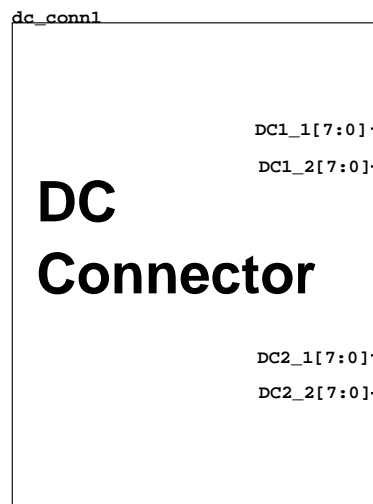 dc_conn1
DC1_1[7:0]
DC1_2[7:0]
DC
Connector
DC2_1[7:0]
DC2_2[7:0]